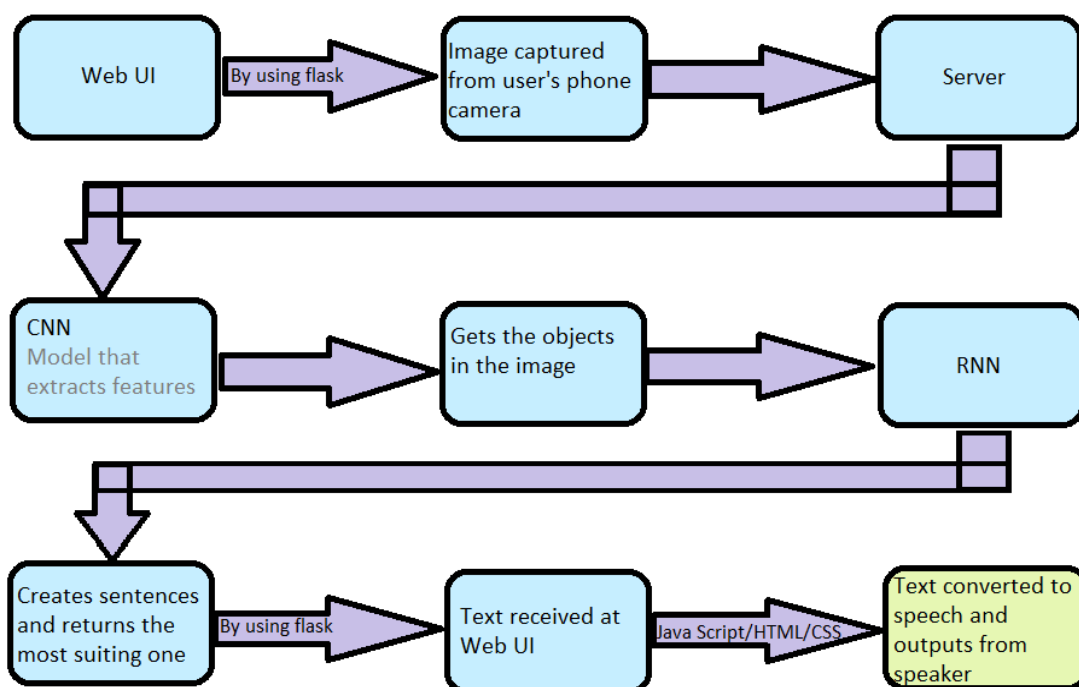 Web UI
By using flask
Image captured
from user's phone
camera
Server
CNN
Model that
extracts features
Gets the objects
in the image
RNN
Creates sentences
and returns the
most suiting one
By using flask
Text received at
Web UI
Java Script/HTML/CSS
Text converted to
speech and
outputs from
speaker